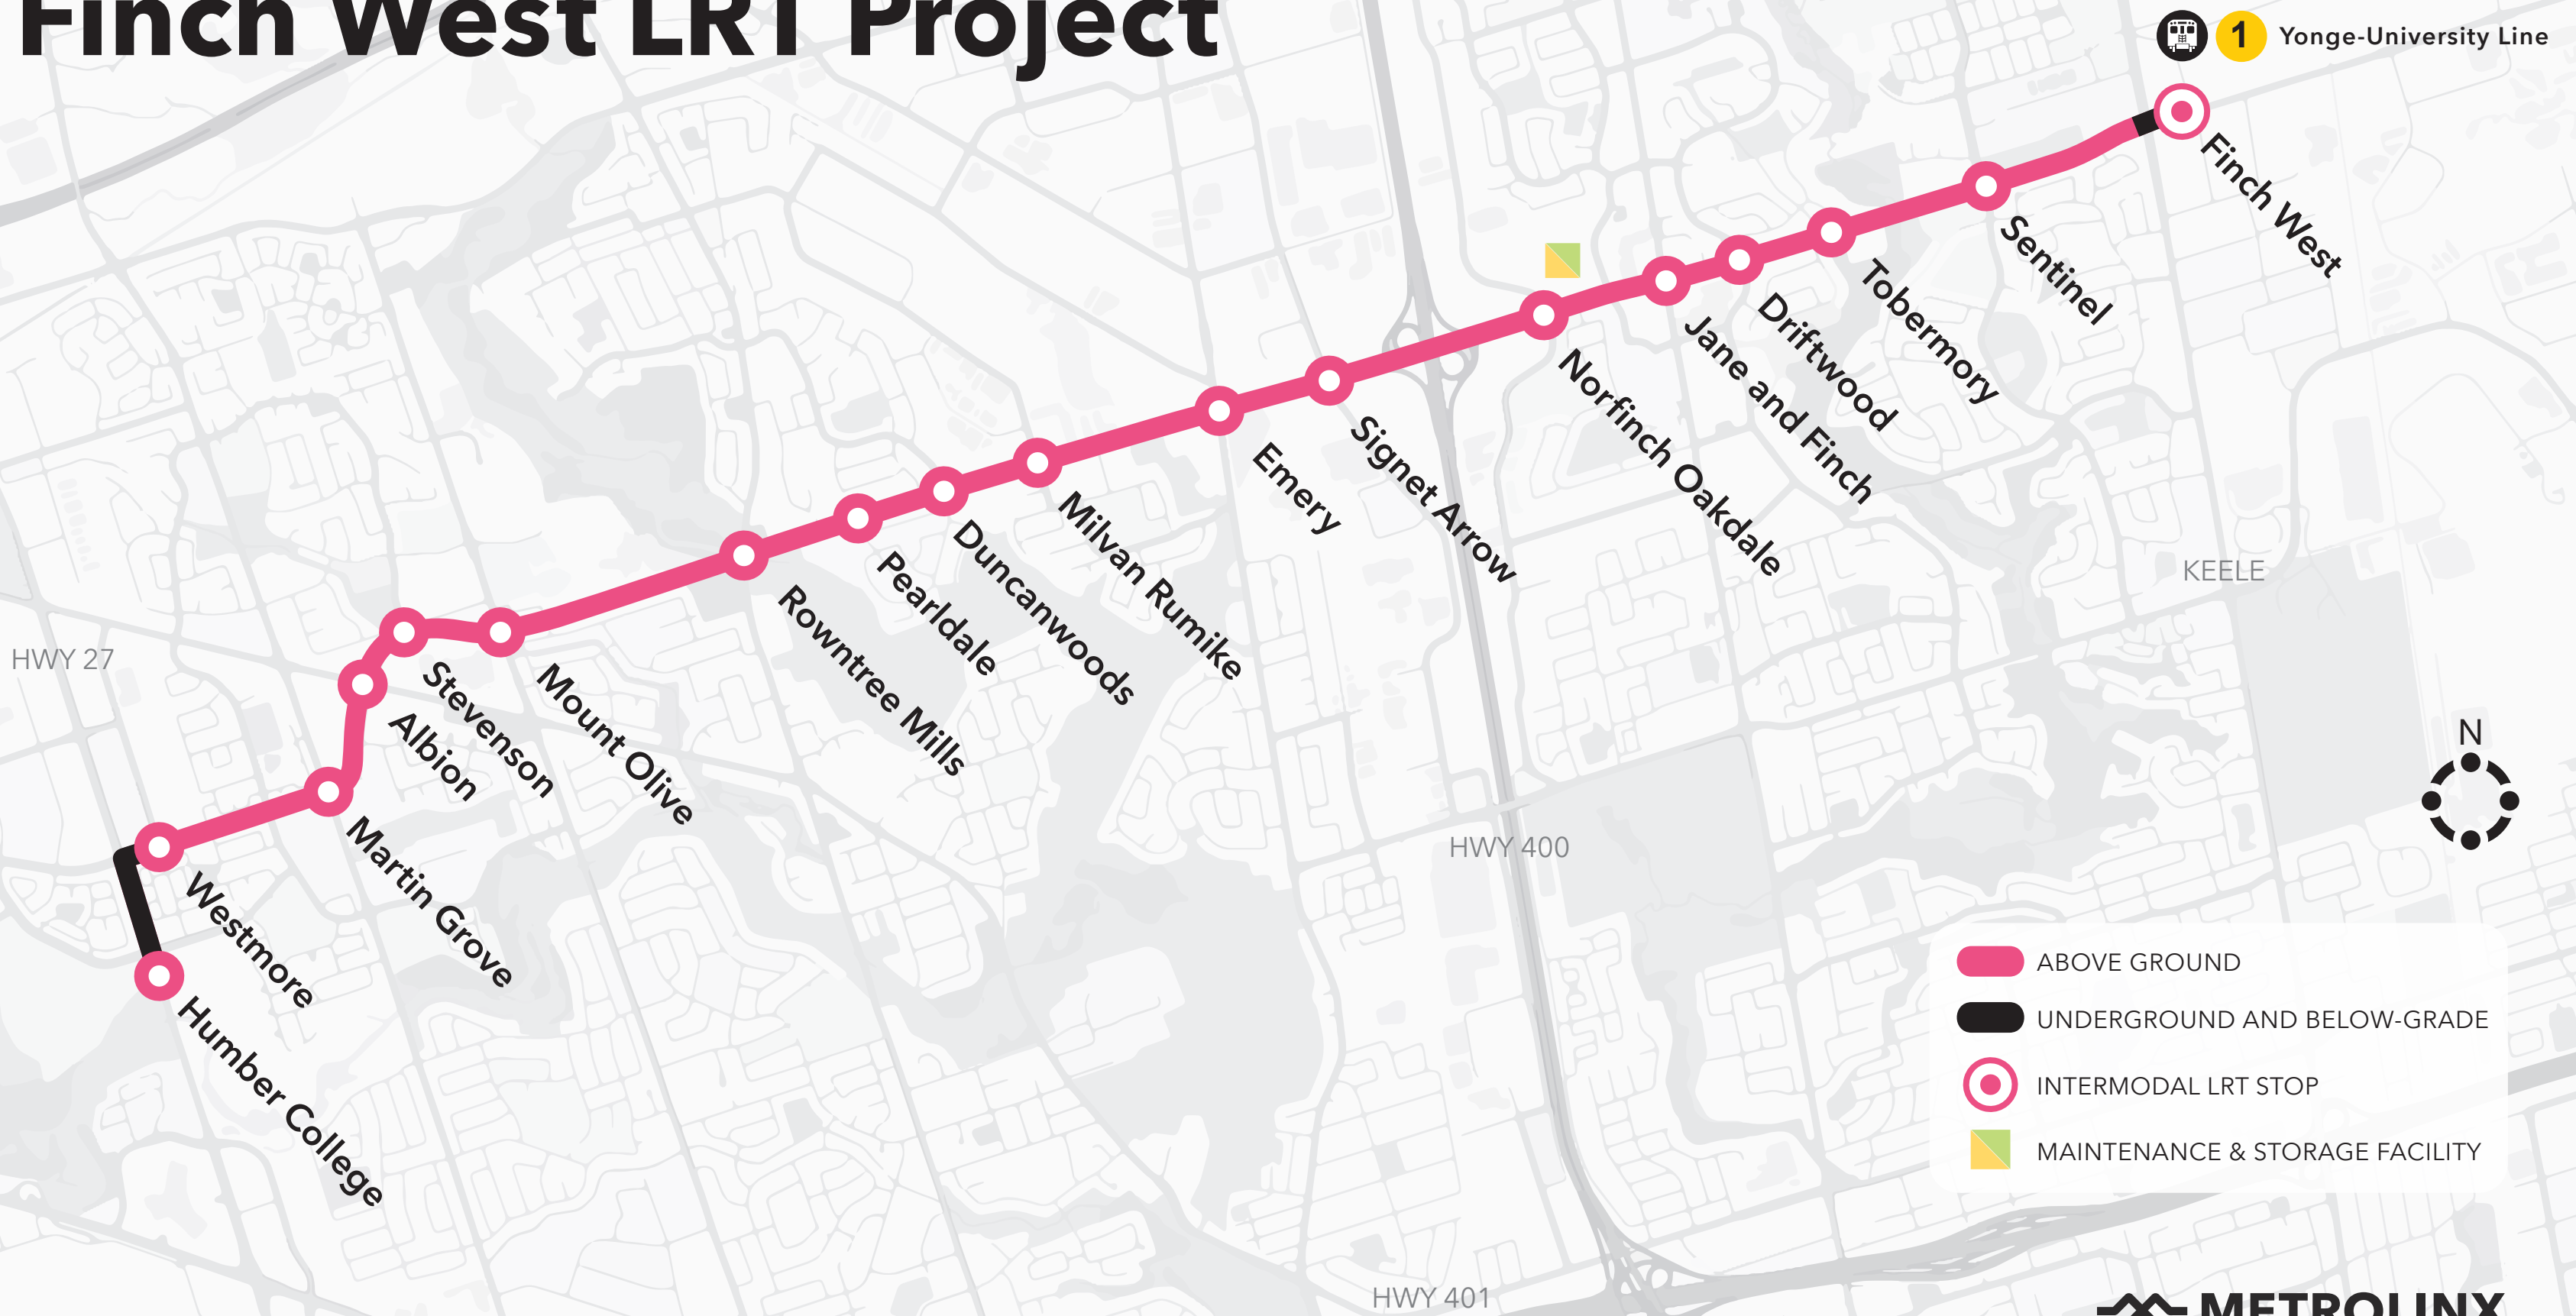 Finch West LRT Project
1 Yonge-University Line
Finch West
Sentinel
Tobermory
Driftwood
Jane and Finch
Norfinch Oakdale
Signet Arrow
Emery
Milvan Rumike
Duncanwoods
Pearldale
Rowntree Mills
Mount Olive
Stevenson
Albion
Martin Grove
Westmore
Humber College
HWY 27
KEELE
HWY 400
HWY 401
N
ABOVE GROUND
UNDERGROUND AND BELOW-GRADE
INTERMODAL LRT STOP
MAINTENANCE & STORAGE FACILITY
METROLINX